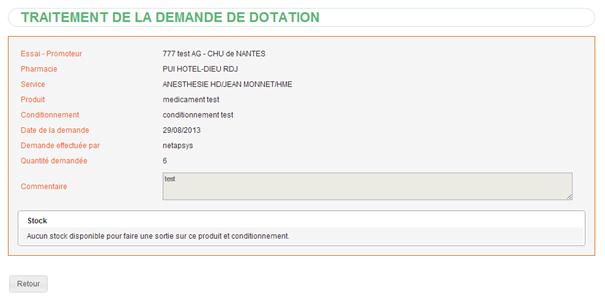 TRAITEMENT DE LA DEMANDE DE DOTATION
Essai - Promoteur 777 test AG - CHU de NANTES
Pharmacie PUI HOTEL-DIEU RDJ
Service ANESTHESIE HD/JEAN MONNET/HME
Produit medicament test
Conditionnement conditionnement test
Date de la demande 29/08/2013
Demande effectuée par netapsys
Quantité demandée 6
Commentaire test
Stock
Aucun stock disponible pour faire une sortie sur ce produit et conditionnement.
Retour